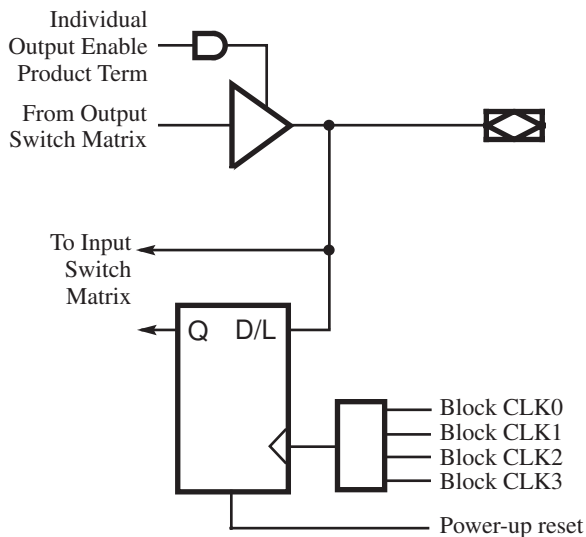 Individual
Output Enable
Product Term
From Output
Switch Matrix
To Input
Switch
Matrix
Q D/L
Block CLK0
Block CLK1
Block CLK2
Block CLK3
Power-up reset